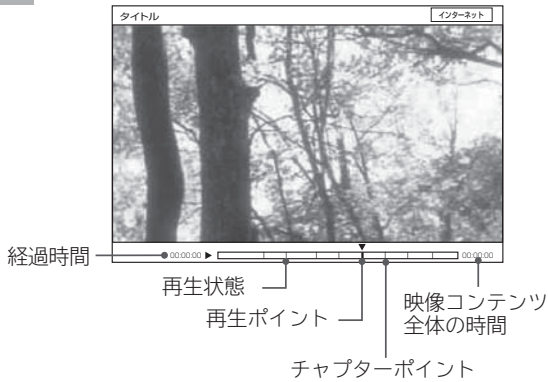 タイトル
インターネット
経過時間
00:00:00
00:00:00
再生状態
再生ポイント
映像コンテンツ
全体の時間
チャプターポイント